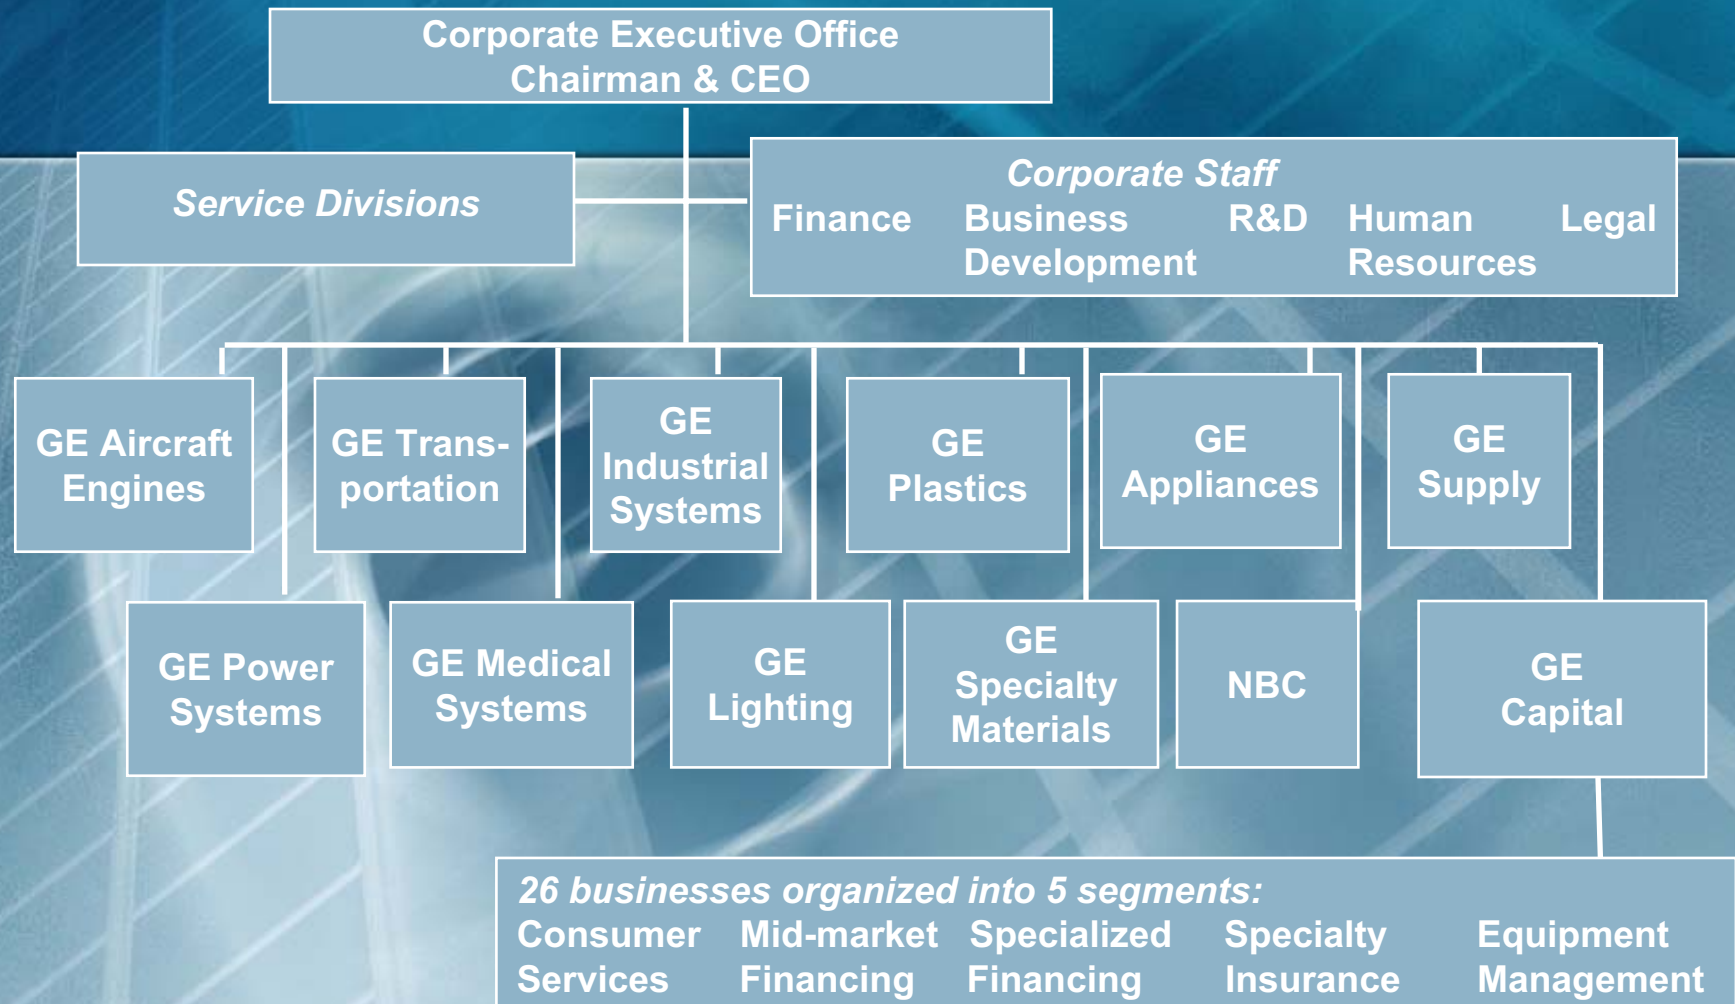 Corporate Executive Office
Chairman & CEO
Service Divisions
Corporate Staff
Finance Business R&D Human Legal
Development Resources
GE Aircraft
Engines
GE Trans-
portation
GE
Industrial
Systems
GE
Plastics
GE
Appliances
GE
Supply
GE Power
Systems
GE Medical
Systems
GE
Lighting
GE
Specialty
Materials
NBC
GE
Capital
26 businesses organized into 5 segments:
Consumer Mid-market Specialized Specialty Equipment
Services Financing Financing Insurance Management